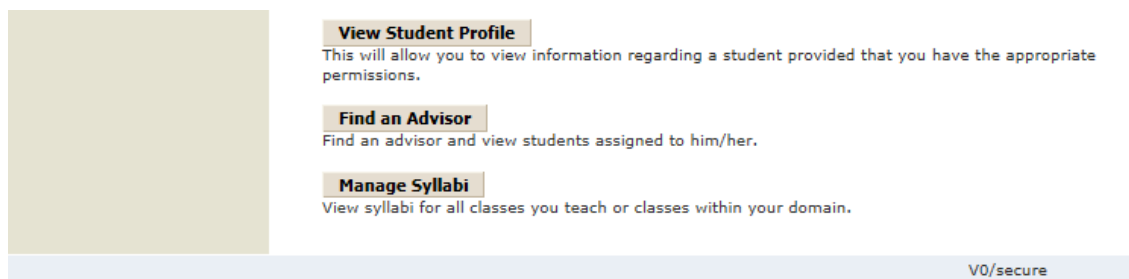 View Student Profile
This will allow you to view information regarding a student provided that you have the appropriate
permissions.
Find an Advisor
Find an advisor and view students assigned to him/her.
Manage Syllabi
View syllabi for all classes you teach or classes within your domain.
V0/secure